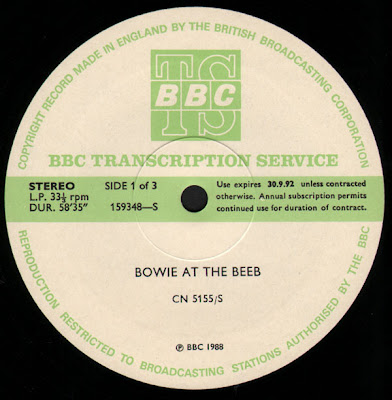 COPYRIGHT RECORD MADE IN ENGLAND BY THE BRITISH BROADCASTING CORPORATION
TS
BBC
BBC TRANSCRIPTION SERVICE
STEREO
L.P. 33⅓ rpm
DUR. 58'35"
SIDE 1 of 3
159348—S
Use expires 30.9.92 unless contracted
otherwise. Annual subscription permits
continued use for duration of contract.
BOWIE AT THE BEEB
CN 5155/S
℗ BBC 1988
REPRODUCTION RESTRICTED TO BROADCASTING STATIONS AUTHORISED BY THE BBC